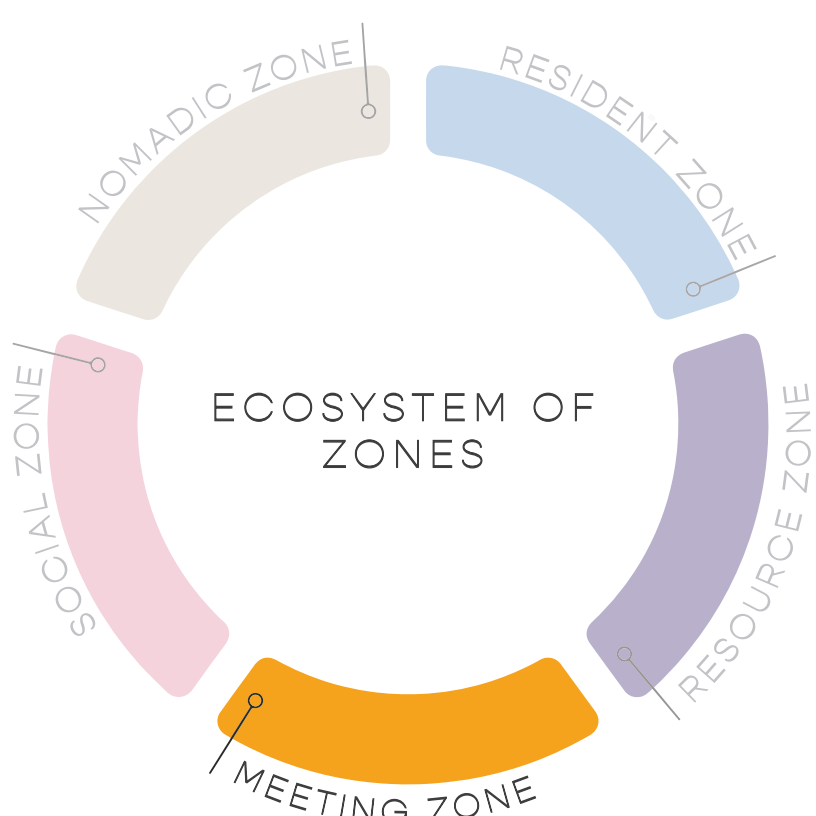 NOMADIC ZONE
RESIDENT ZONE
ECOSYSTEM OF
ZONES
SOCIAL ZONE
RESOURCE ZONE
MEETING ZONE